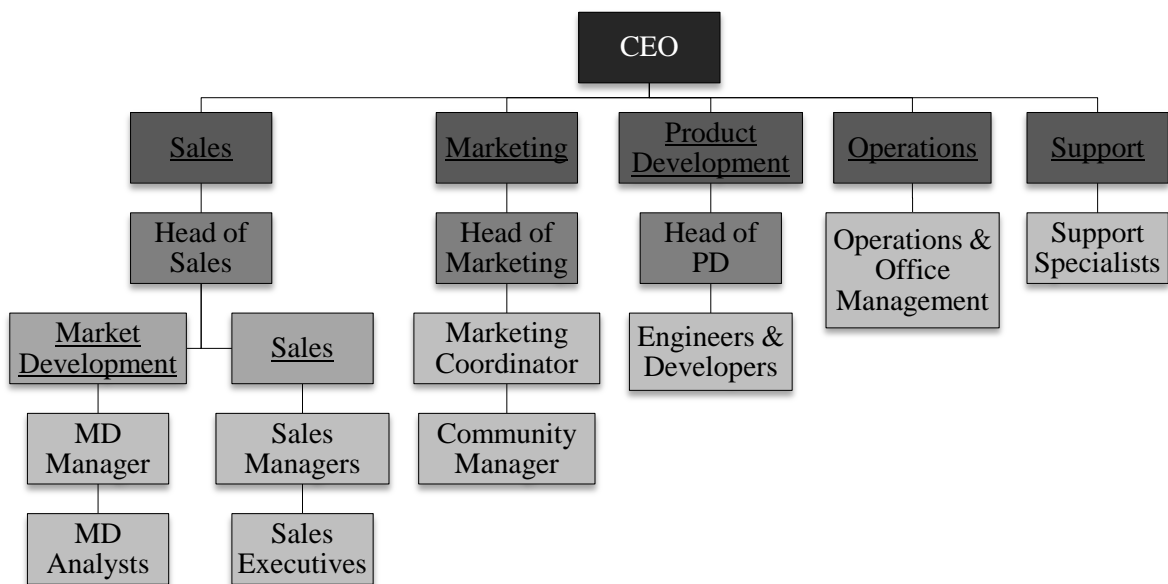 CEO
Sales
Marketing
Product
Development
Operations
Support
Head of
Sales
Head of
Marketing
Head of
PD
Operations &
Office
Management
Support
Specialists
Market
Development
Sales
Marketing
Coordinator
Engineers &
Developers
MD
Manager
Sales
Managers
Community
Manager
MD
Analysts
Sales
Executives